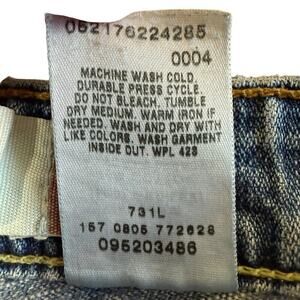 052176224285
0004
MACHINE WASH COLD.
DURABLE PRESS CYCLE.
DO NOT BLEACH. TUMBLE
DRY MEDIUM. WARM IRON IF
NEEDED. WASH AND DRY WITH
LIKE COLORS. WASH GARMENT
INSIDE OUT. WPL 423
731L
157 0805 772628
095203486